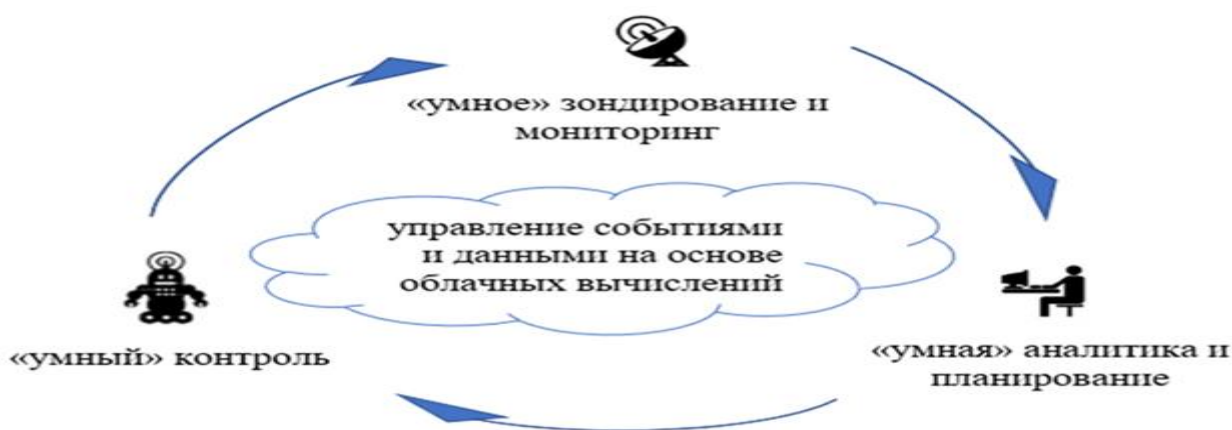 «умное» зондирование и
мониторинг
управление событиями
и данными на основе
облачных вычислений
«умный» контроль
«умная» аналитика и
планирование